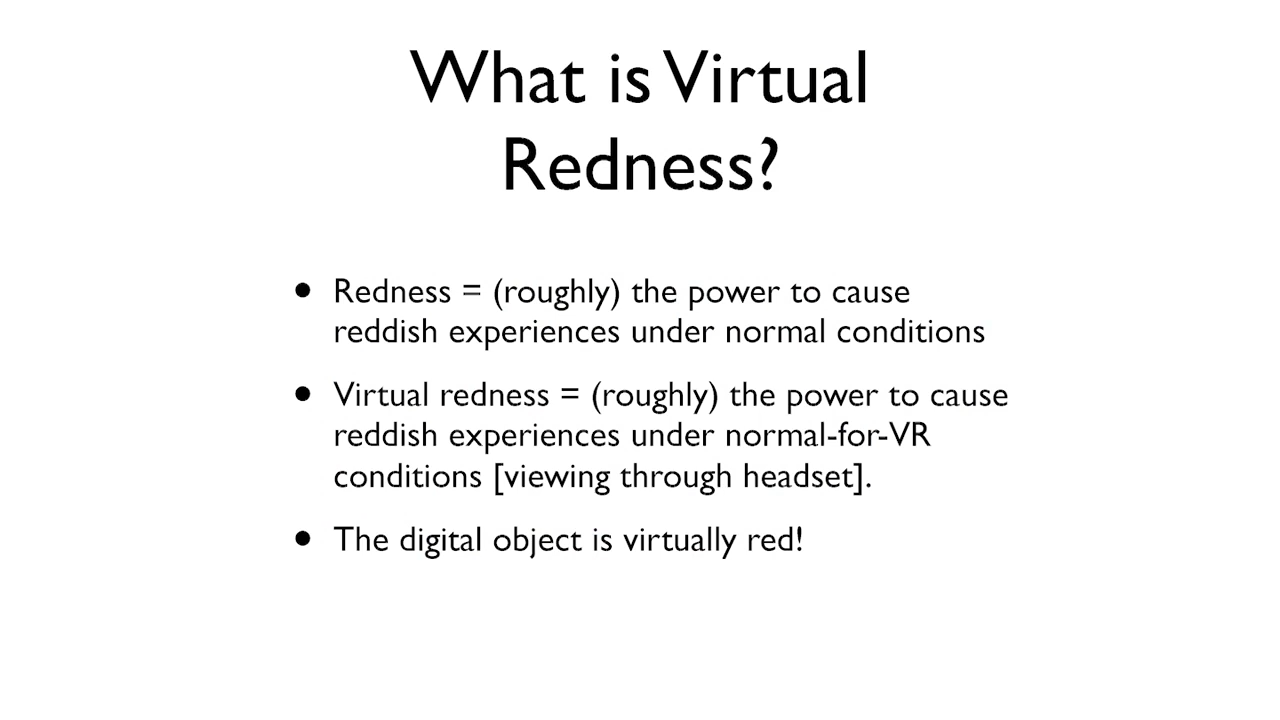 What is Virtual
Redness?
• Redness = (roughly) the power to cause
reddish experiences under normal conditions
• Virtual redness = (roughly) the power to cause
reddish experiences under normal-for-VR
conditions [viewing through headset].
• The digital object is virtually red!